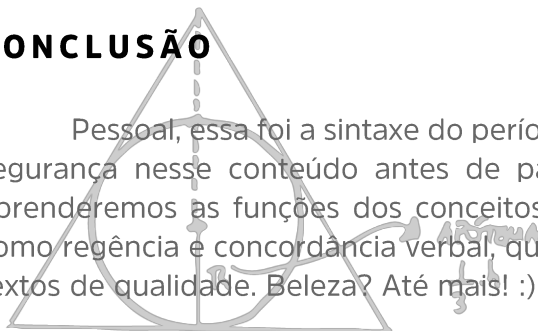 ONCLUSÃO
Pessoal, essa foi a sintaxe do perío
egurança nesse conteúdo antes de pa
prenderemos as funções dos conceitos
omo regência e concordância verbal, qu
extos de qualidade. Beleza? Até mais! :)